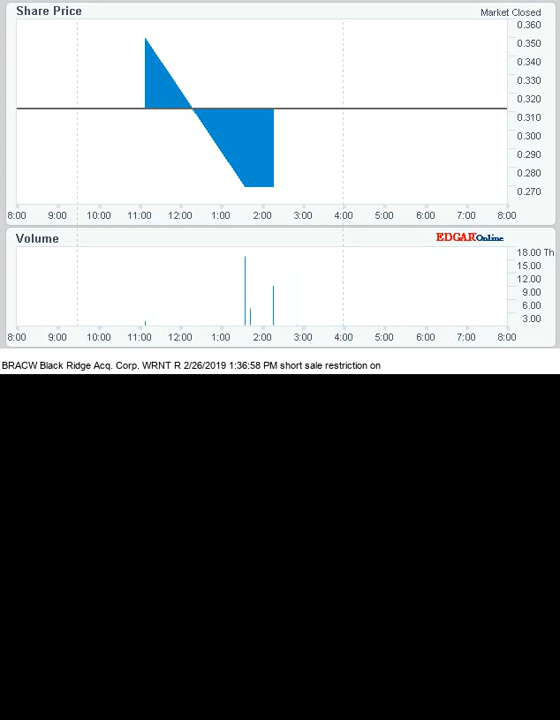 Share Price
Market Closed
0.360
0.350
0.340
0.330
0.320
0.310
0.300
0.290
0.280
0.270
8:00 9:00 10:00 11:00 12:00 1:00 2:00 3:00 4:00 5:00 6:00 7:00 8:00
Volume
EDGAR Online
18.00 Th
15.00
12.00
9.00
6.00
3.00
8:00 9:00 10:00 11:00 12:00 1:00 2:00 3:00 4:00 5:00 6:00 7:00 8:00
BRACW Black Ridge Acq. Corp. WRNT R 2/26/2019 1:36:58 PM short sale restriction on